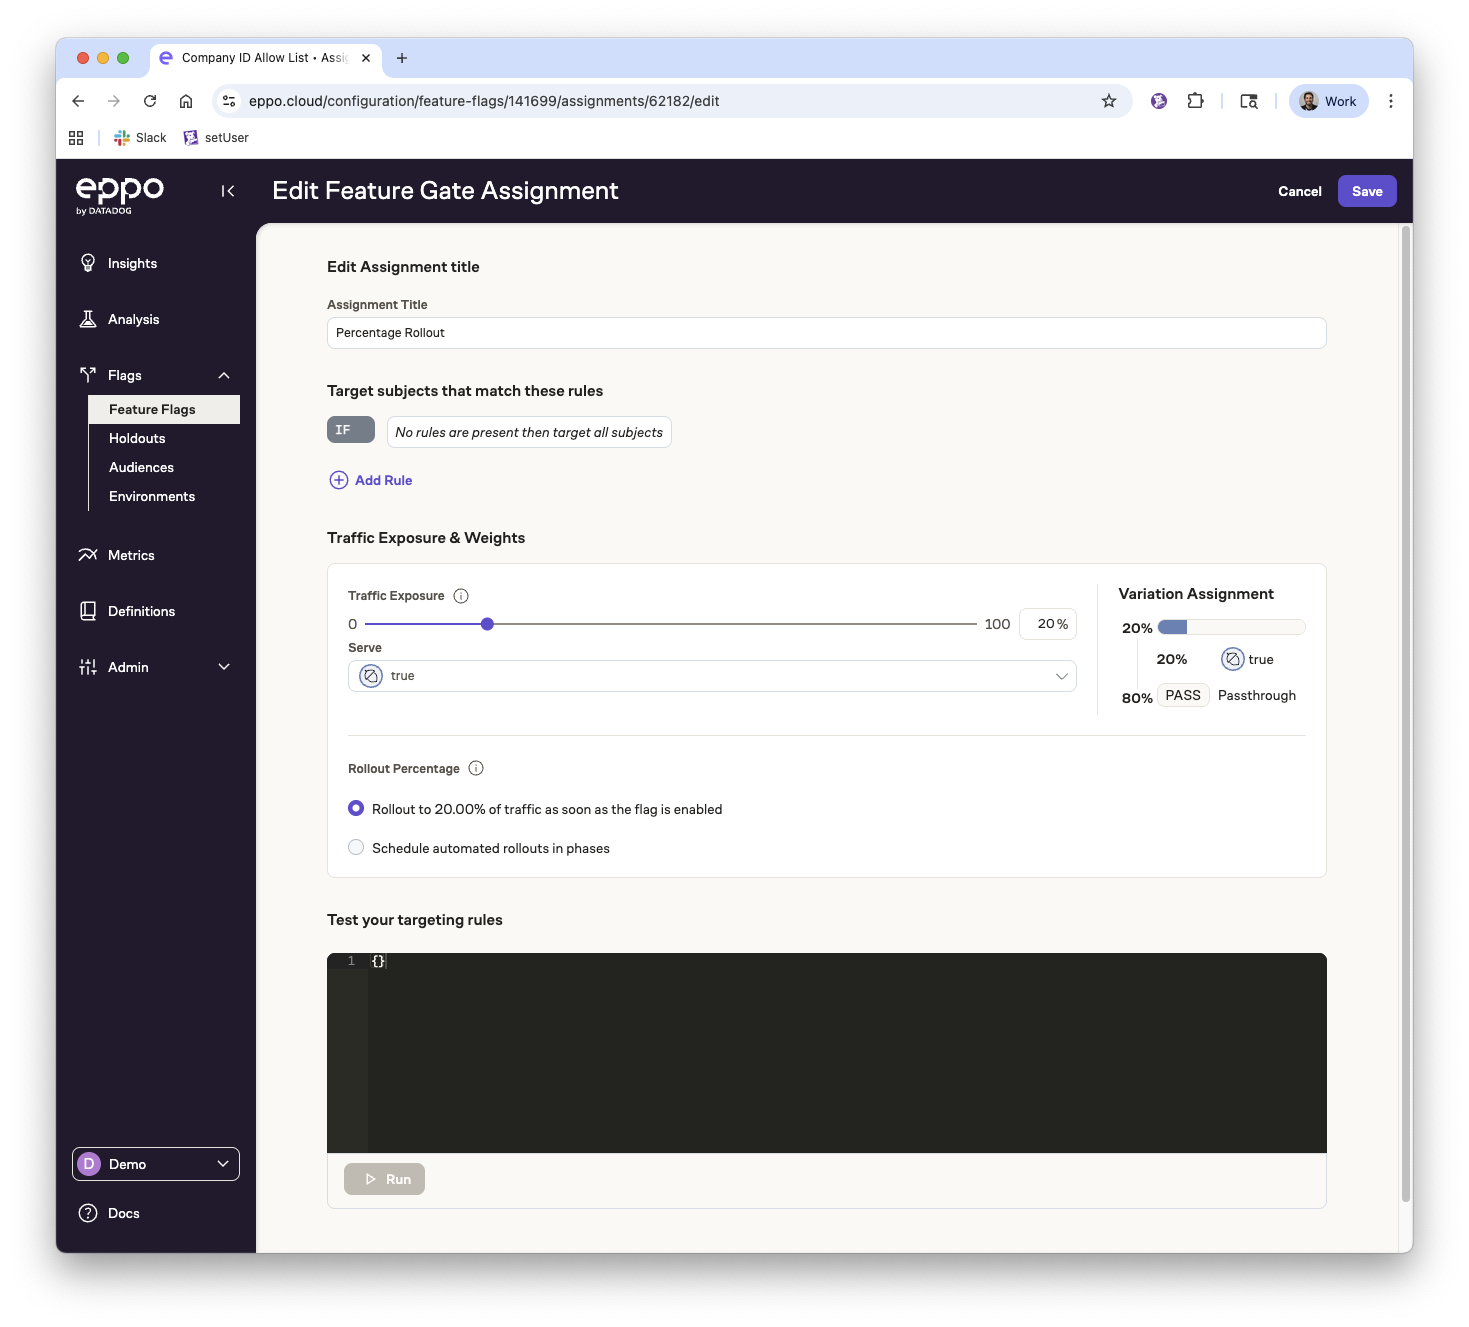 Company ID Allow List • Assig
eppo.cloud/configuration/feature-flags/141699/assignments/62182/edit
Work
Slack
setUser
eppo
by DATADOG
Edit Feature Gate Assignment
Cancel
Save
Insights
Analysis
Flags
Feature Flags
Holdouts
Audiences
Environments
Metrics
Definitions
Admin
Demo
D
Docs
Edit Assignment title
Assignment Title
Percentage Rollout
Target subjects that match these rules
IF
No rules are present then target all subjects
Add Rule
Traffic Exposure & Weights
Traffic Exposure
0
100
20%
Serve
true
Variation Assignment
20%
20%
true
80%
PASS
Passthrough
Rollout Percentage
Rollout to 20.00% of traffic as soon as the flag is enabled
Schedule automated rollouts in phases
Test your targeting rules
1 {}
Run